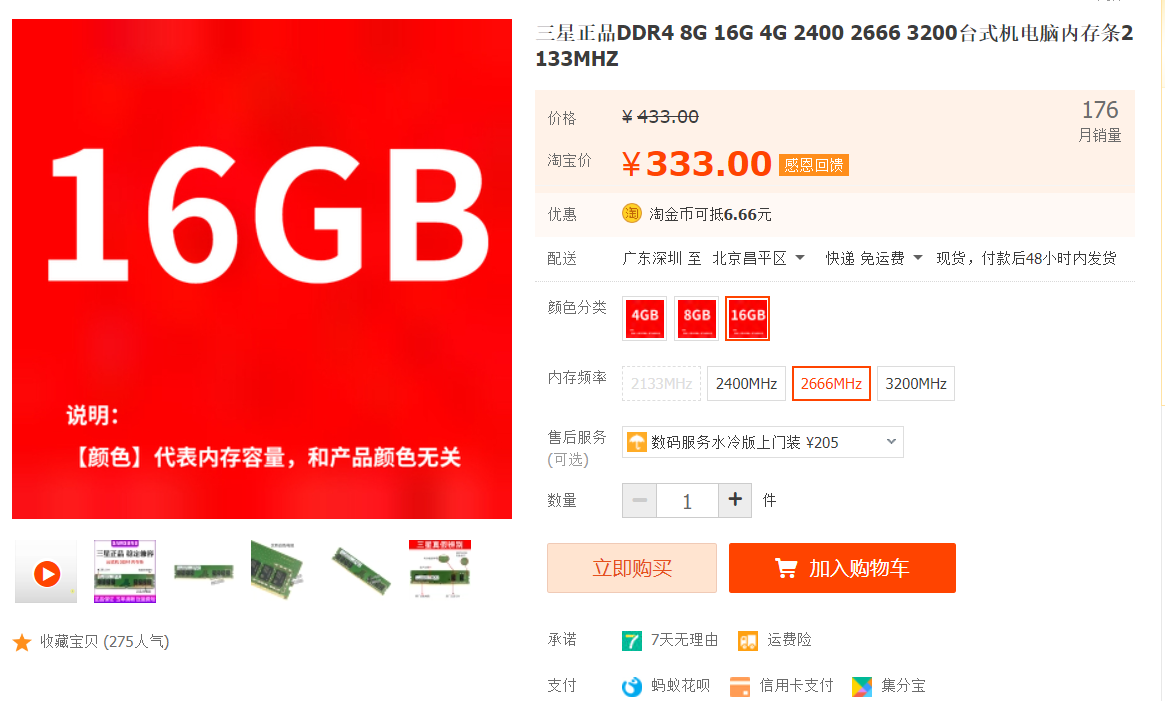 三星正品DDR4 8G 16G 4G 2400 2666 3200台式机电脑内存条2
133MHZ
16GB
说明：
【颜色】代表内存容量，和产品颜色无关
价格
¥ 433.00
176
月销量
淘宝价
¥ 333.00 感恩回馈
优惠
淘 淘金币可抵6.66元
配送
广东深圳 至 北京昌平区 快递 免运费 现货，付款后48小时内发货
颜色分类
4GB 8GB 16GB
内存频率
2133MHz 2400MHz 2666MHz 3200MHz
售后服务
(可选)
数码服务水冷版上门装 ¥205
数量
1 件
立即购买 加入购物车
三星正品
收藏宝贝 (275人气)
承诺
7 7天无理由 运费险
支付
蚂蚁花呗 信用卡支付 集分宝